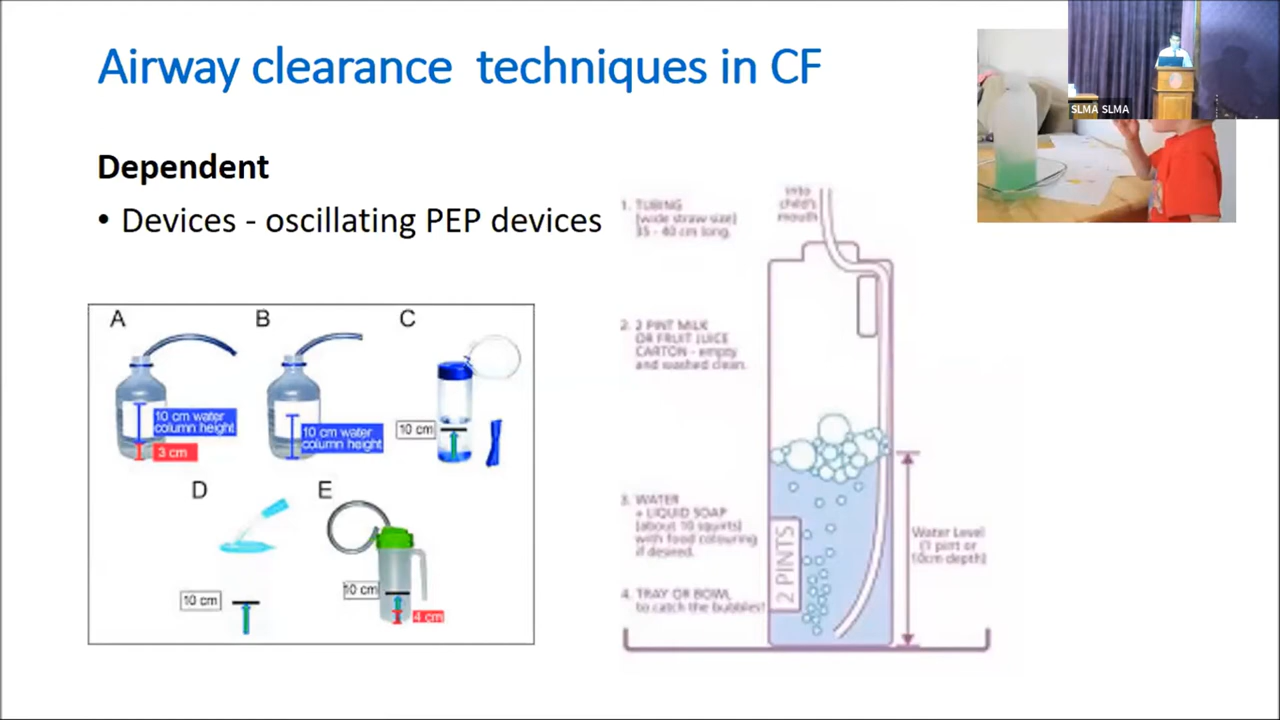 Airway clearance techniques in CF
SLMA SLMA
Dependent
• Devices - oscillating PEP devices
A
B
C
10 cm water
column height
3 cm
10 cm water
column height
10 cm
D
E
10 cm
10 cm
4 cm
into
child's
mouth
1. TUBING
(wide straw size)
35 - 40 cm long.
2. 2 PINT MILK
OR FRUIT JUICE
CARTON - empty
and washed clean.
3. WATER
+ LIQUID SOAP
(about 10 squirts)
with food colouring
if desired.
4. TRAY OR BOWL
to catch the bubbles!
2 PINTS
Water Level
(1 pint or
10cm depth)